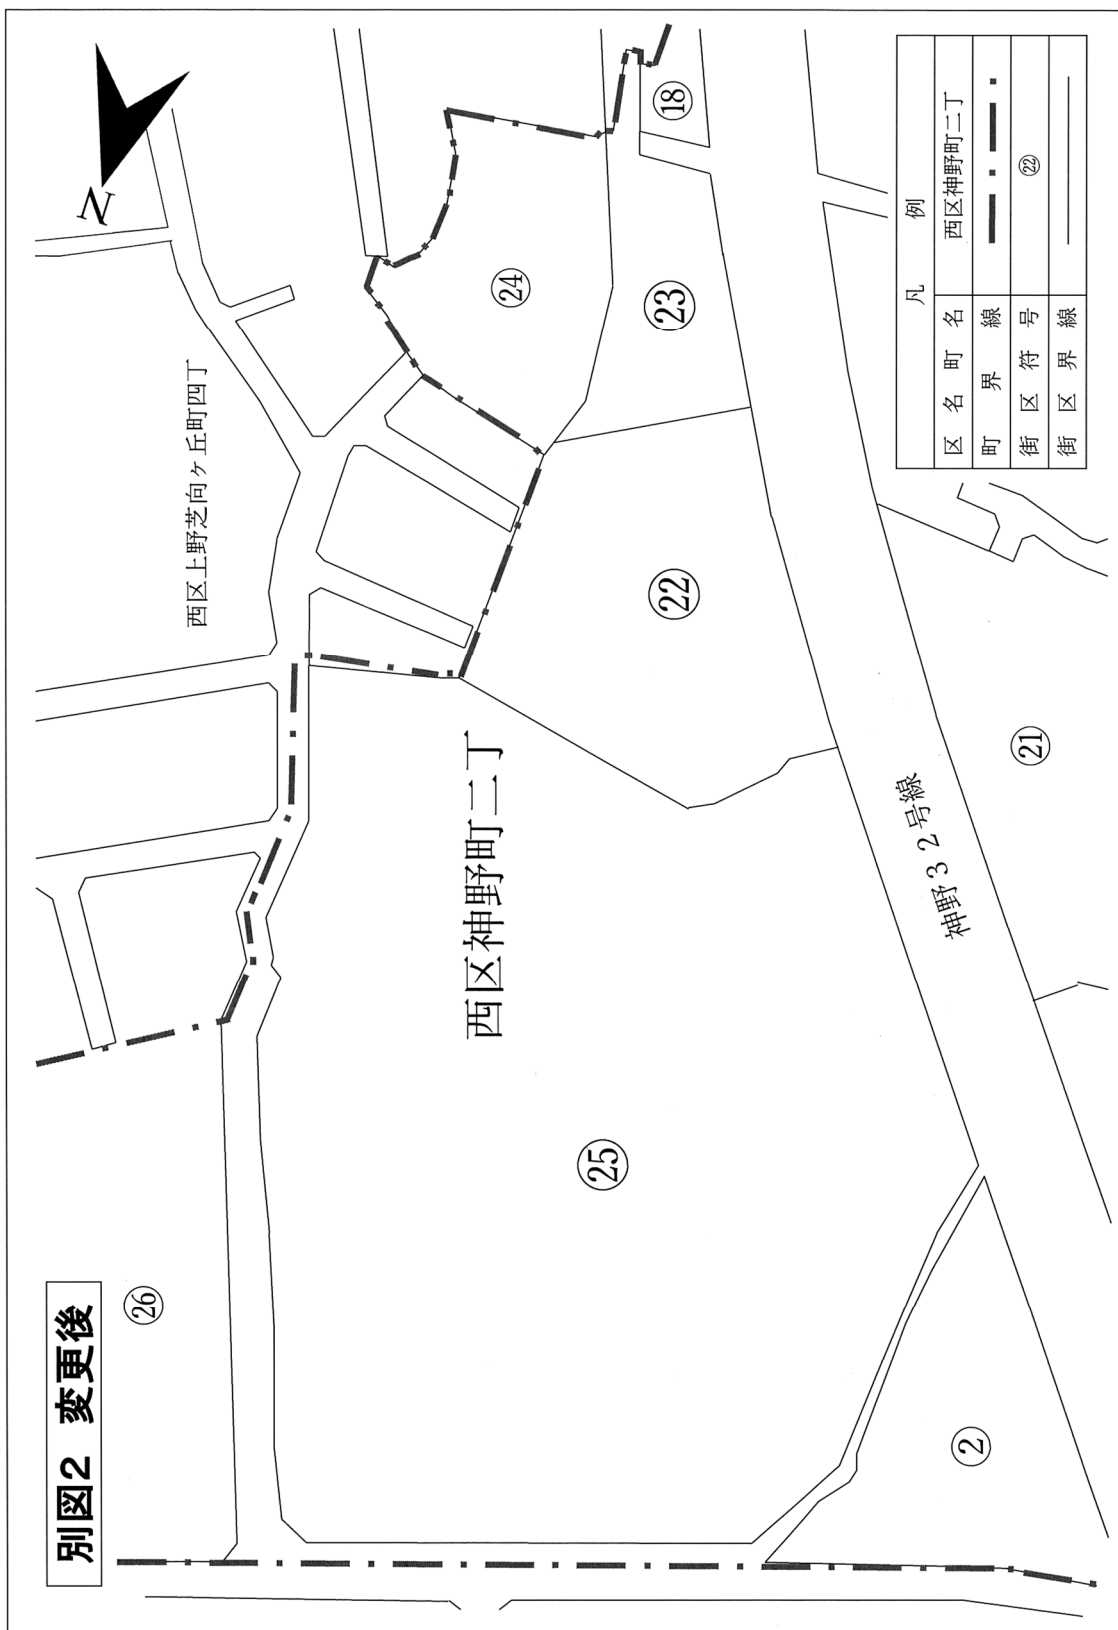 別図2 変更後
N
西区上野芝向ヶ丘町四丁
西区神野町二丁
神野32号線
⑱
㉔
㉓
㉒
㉑
㉕
㉖
②
凡 例
区 名 町 名 西区神野町二丁
町 界 線
街 区 符 号 ㉒
街 区 界 線